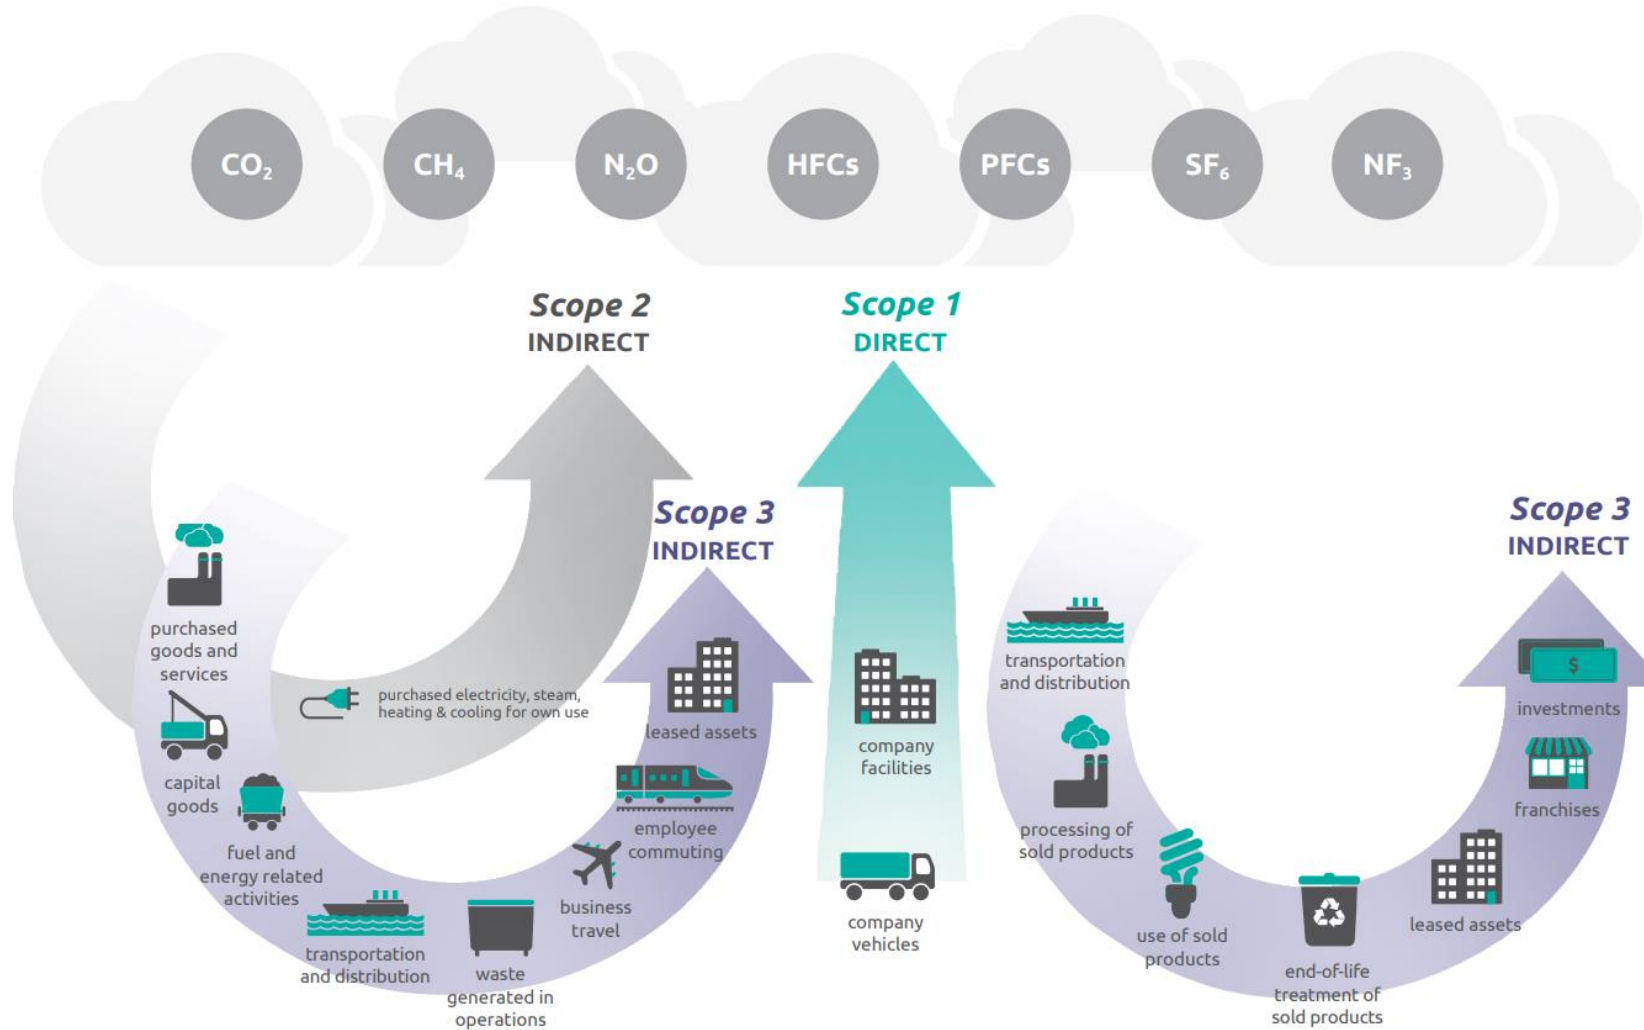 CO₂
CH₄
N₂O
HFCs
PFCs
SF₆
NF₃
Scope 2
INDIRECT
Scope 1
DIRECT
Scope 3
INDIRECT
Scope 3
INDIRECT
purchased
goods and
services
capital
goods
fuel and
energy related
activities
transportation
and distribution
waste
generated in
operations
business
travel
employee
commuting
leased assets
purchased electricity, steam,
heating & cooling for own use
company
facilities
company
vehicles
transportation
and distribution
processing of
sold products
use of sold
products
end-of-life
treatment of
sold products
leased assets
franchises
$
investments